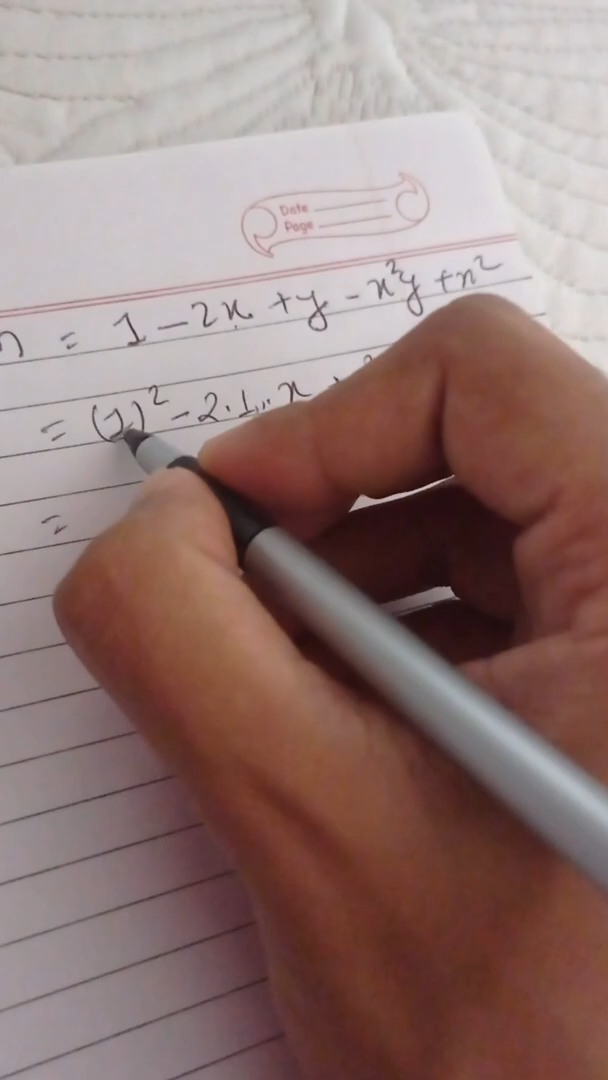 Date
Page
n = 1 - 2x + y - x²y + x²
= (1)² - 2.1.x +
=